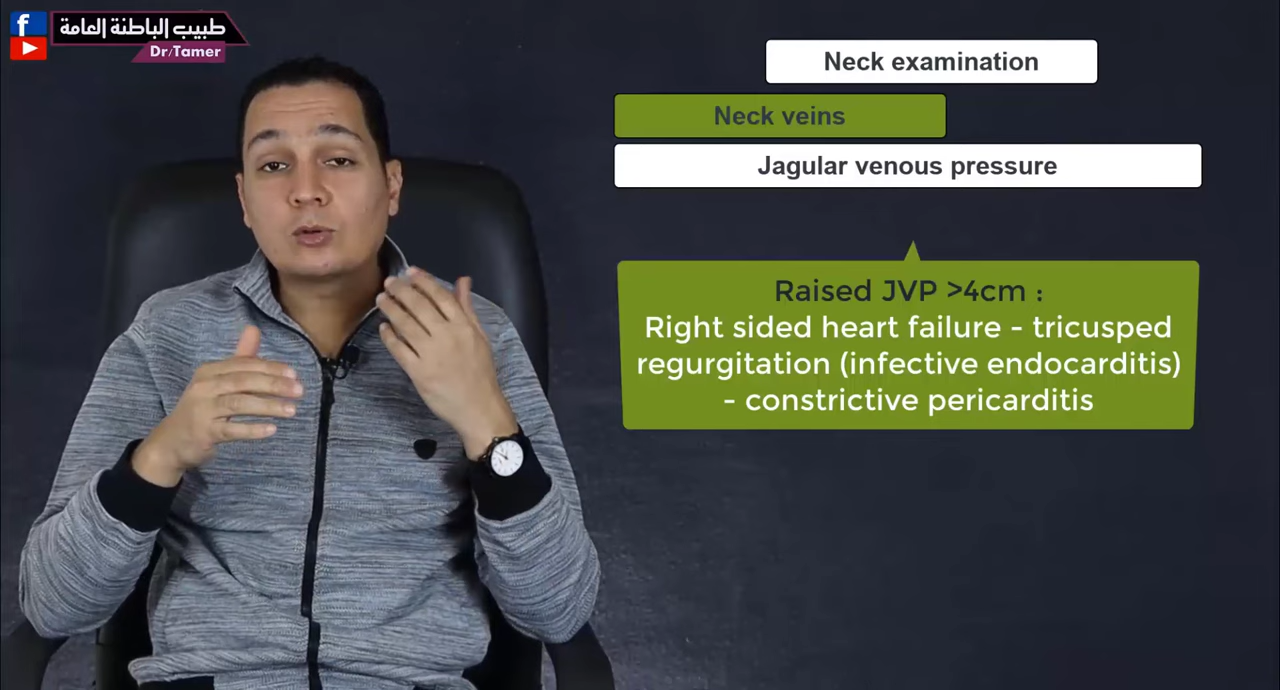 طبيب الباطنة العامة
Dr/Tamer
Neck examination
Neck veins
Jagular venous pressure
Raised JVP >4cm :
Right sided heart failure - tricusped
regurgitation (infective endocarditis)
- constrictive pericarditis